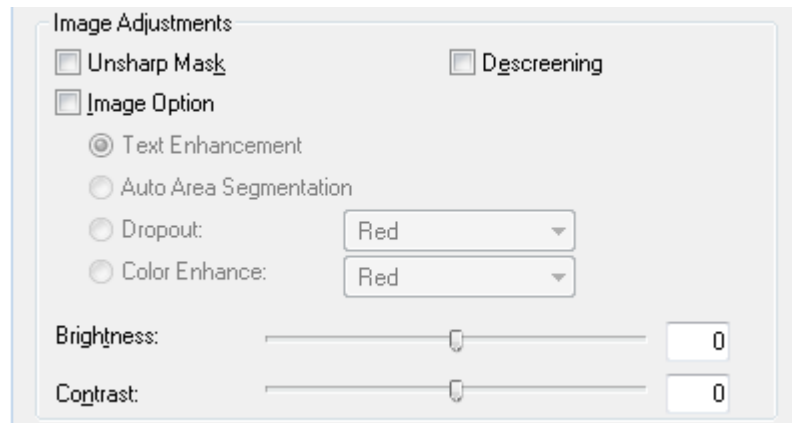 Image Adjustments
Unsharp Mask Descreening
Image Option
Text Enhancement
Auto Area Segmentation
Dropout: Red
Color Enhance: Red
Brightness: 0
Contrast: 0